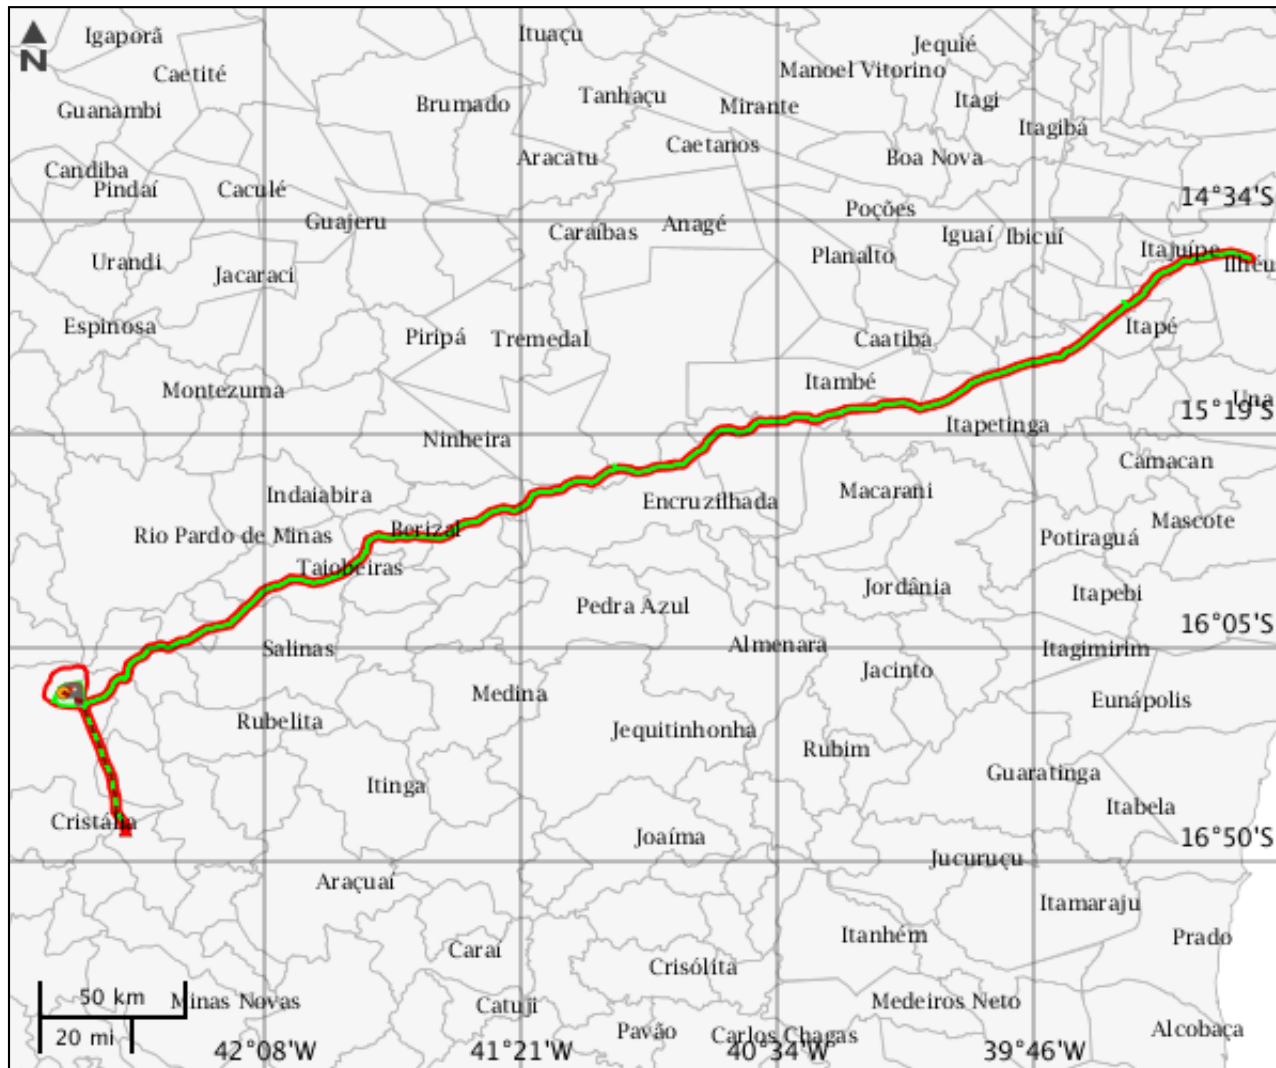 Igaporã
Ituaçu
Jequié
N
Caetité
Manoel Vitorino
Guanambi
Brumado
Tanhaçu
Mirante
Itagi
Itagibá
Caetanos
Candiba
Aracatu
Boa Nova
Pindaí
Caculé
14°34'S
Guajeru
Poções
Caraíbas
Anagé
Iguaí
Ibicuí
Urandi
Jacaraci
Planalto
Itajuípe
Ilhéu
Espinosa
Piripá
Tremedal
Caatiba
Itapé
Montezuma
Itambé
Una
15°19'S
Ninheira
Itapetinga
Camacan
Indaiabira
Encruzilhada
Macarani
Mascote
Rio Pardo de Minas
Berizal
Potiraguá
Taiobeiras
Jordânia
Itapebi
Pedra Azul
16°05'S
Salinas
Almenara
Itagimirim
Jacinto
Medina
Eunápolis
Rubelita
Jequitinhonha
Rubim
Itinga
Guaratinga
Itabela
Cristália
Joaíma
16°50'S
Jucuruçu
Araçuaí
Itamaraju
Caraí
Itanhém
Prado
Crisólita
50 km
Minas Novas
Catuji
Medeiros Neto
20 mi
Pavão
Carlos Chagas
Alcobaça
42°08'W
41°21'W
40°34'W
39°46'W